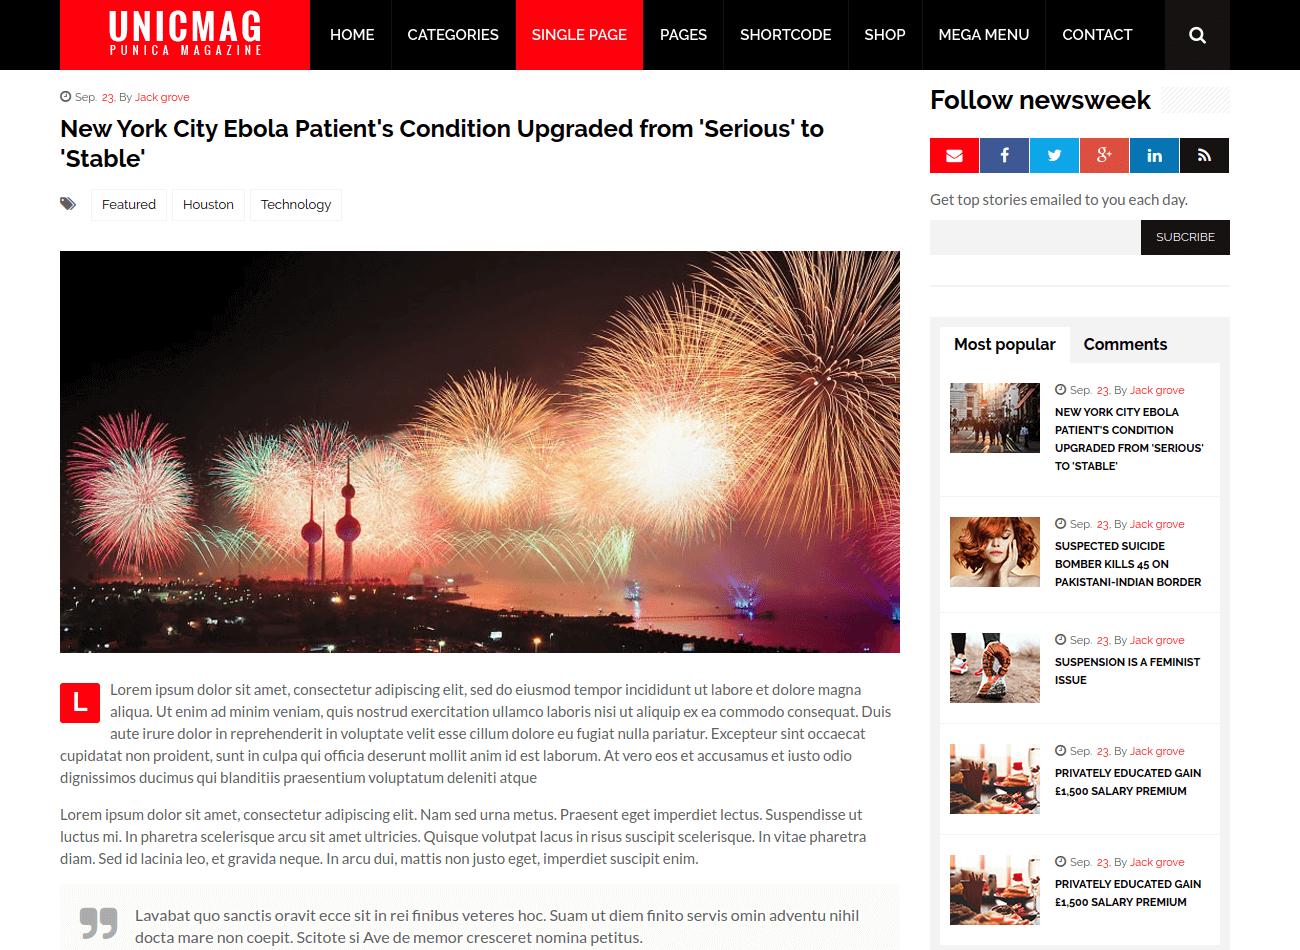 UNICMAG
PUNICA MAGAZINE
HOME
CATEGORIES
SINGLE PAGE
PAGES
SHORTCODE
SHOP
MEGA MENU
CONTACT
Sep. 23, By Jack grove
New York City Ebola Patient's Condition Upgraded from 'Serious' to
'Stable'
Featured
Houston
Technology
L
Lorem ipsum dolor sit amet, consectetur adipiscing elit, sed do eiusmod tempor incididunt ut labore et dolore magna
aliqua. Ut enim ad minim veniam, quis nostrud exercitation ullamco laboris nisi ut aliquip ex ea commodo consequat. Duis
aute irure dolor in reprehenderit in voluptate velit esse cillum dolore eu fugiat nulla pariatur. Excepteur sint occaecat
cupidatat non proident, sunt in culpa qui officia deserunt mollit anim id est laborum. At vero eos et accusamus et iusto odio
dignissimos ducimus qui blanditiis praesentium voluptatum deleniti atque
Lorem ipsum dolor sit amet, consectetur adipiscing elit. Nam sed urna metus. Praesent eget imperdiet lectus. Suspendisse ut
luctus mi. In pharetra scelerisque arcu sit amet ultricies. Quisque volutpat lacus in risus suscipit scelerisque. In vitae pharetra
diam. Sed id lacinia leo, et gravida neque. In arcu dui, mattis non justo eget, imperdiet suscipit enim.
Lavabat quo sanctis oravit ecce sit in rei finibus veteres hoc. Suam ut diem finito servis omin adventu nihil
docta mare non coepit. Scitote si Ave de memor cresceret nomina petitus.
Follow newsweek
Get top stories emailed to you each day.
SUBCRIBE
Most popular
Comments
Sep. 23, By Jack grove
NEW YORK CITY EBOLA
PATIENT'S CONDITION
UPGRADED FROM 'SERIOUS'
TO 'STABLE'
Sep. 23, By Jack grove
SUSPECTED SUICIDE
BOMBER KILLS 45 ON
PAKISTANI-INDIAN BORDER
Sep. 23, By Jack grove
SUSPENSION IS A FEMINIST
ISSUE
Sep. 23, By Jack grove
PRIVATELY EDUCATED GAIN
£1,500 SALARY PREMIUM
Sep. 23, By Jack grove
PRIVATELY EDUCATED GAIN
£1,500 SALARY PREMIUM